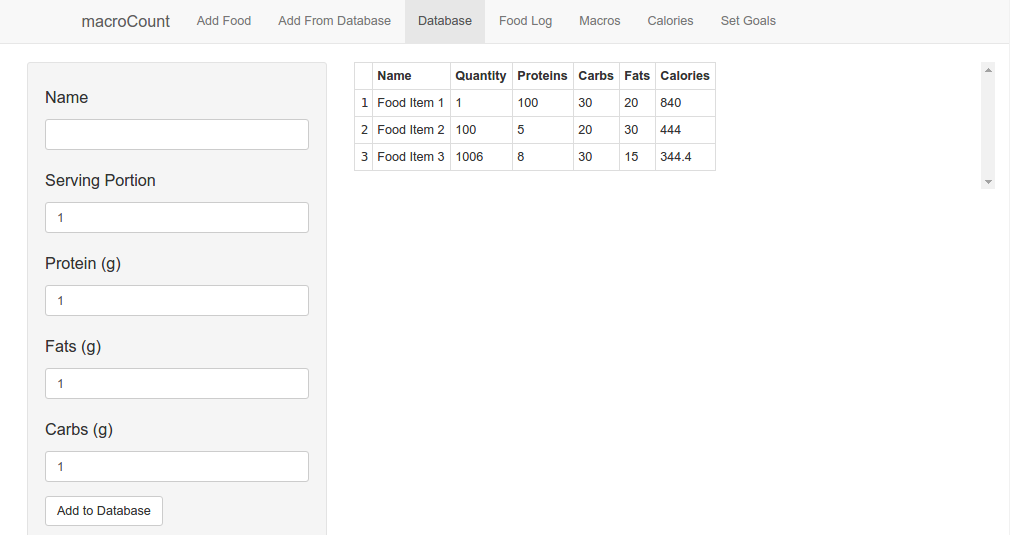 macroCount Add Food Add From Database Database Food Log Macros Calories Set Goals
Name
Serving Portion
1
Protein (g)
1
Fats (g)
1
Carbs (g)
1
Add to Database
Name Quantity Proteins Carbs Fats Calories
1 Food Item 1 1 100 30 20 840
2 Food Item 2 100 5 20 30 444
3 Food Item 3 1006 8 30 15 344.4